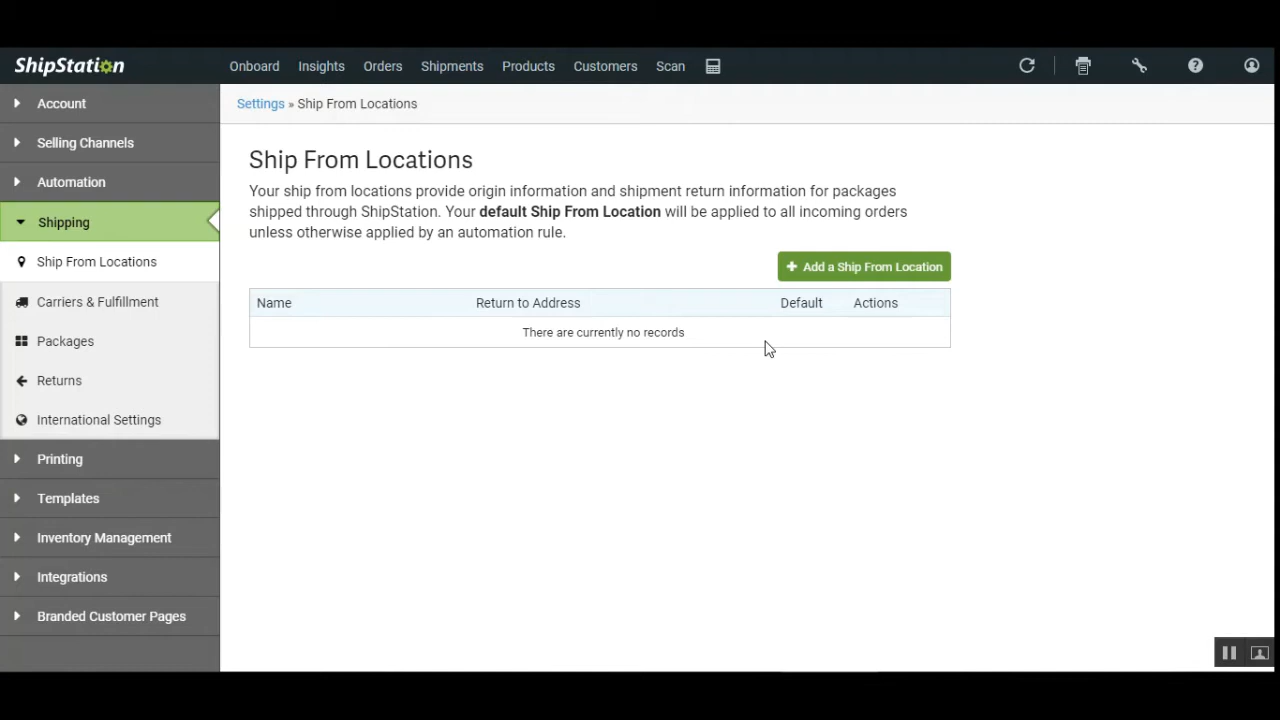 ShipStation
Onboard Insights Orders Shipments Products Customers Scan
Account
Selling Channels
Automation
Shipping
Ship From Locations
Carriers & Fulfillment
Packages
Returns
International Settings
Printing
Templates
Inventory Management
Integrations
Branded Customer Pages
Settings » Ship From Locations
Ship From Locations
Your ship from locations provide origin information and shipment return information for packages
shipped through ShipStation. Your default Ship From Location will be applied to all incoming orders
unless otherwise applied by an automation rule.
+ Add a Ship From Location
Name Return to Address Default Actions
There are currently no records